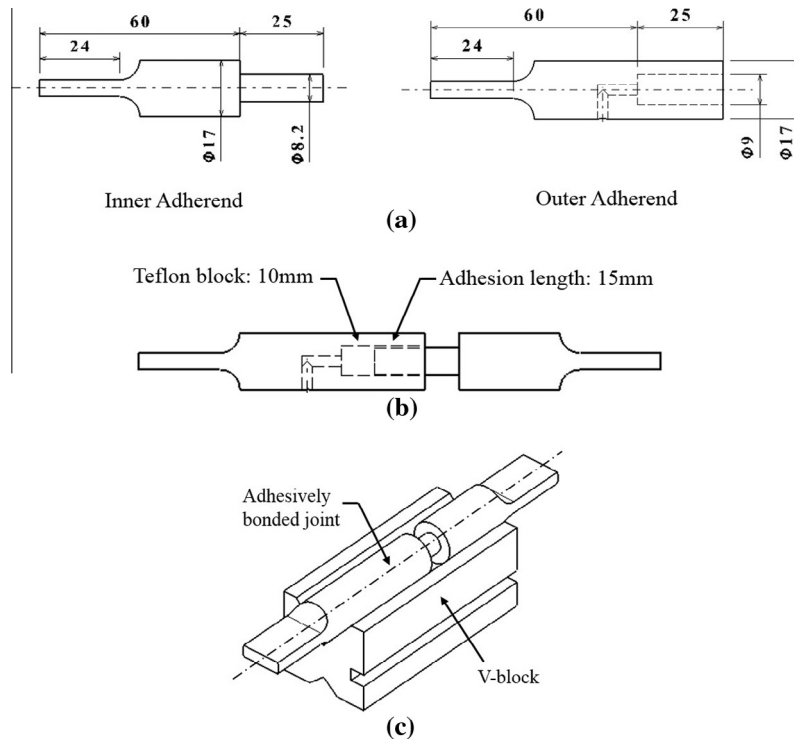 60
25
24
Φ17
Φ8.2
Inner Adherend
60
25
24
Φ9
Φ17
Outer Adherend
(a)
Teflon block: 10mm
Adhesion length: 15mm
(b)
Adhesively
bonded joint
V-block
(c)